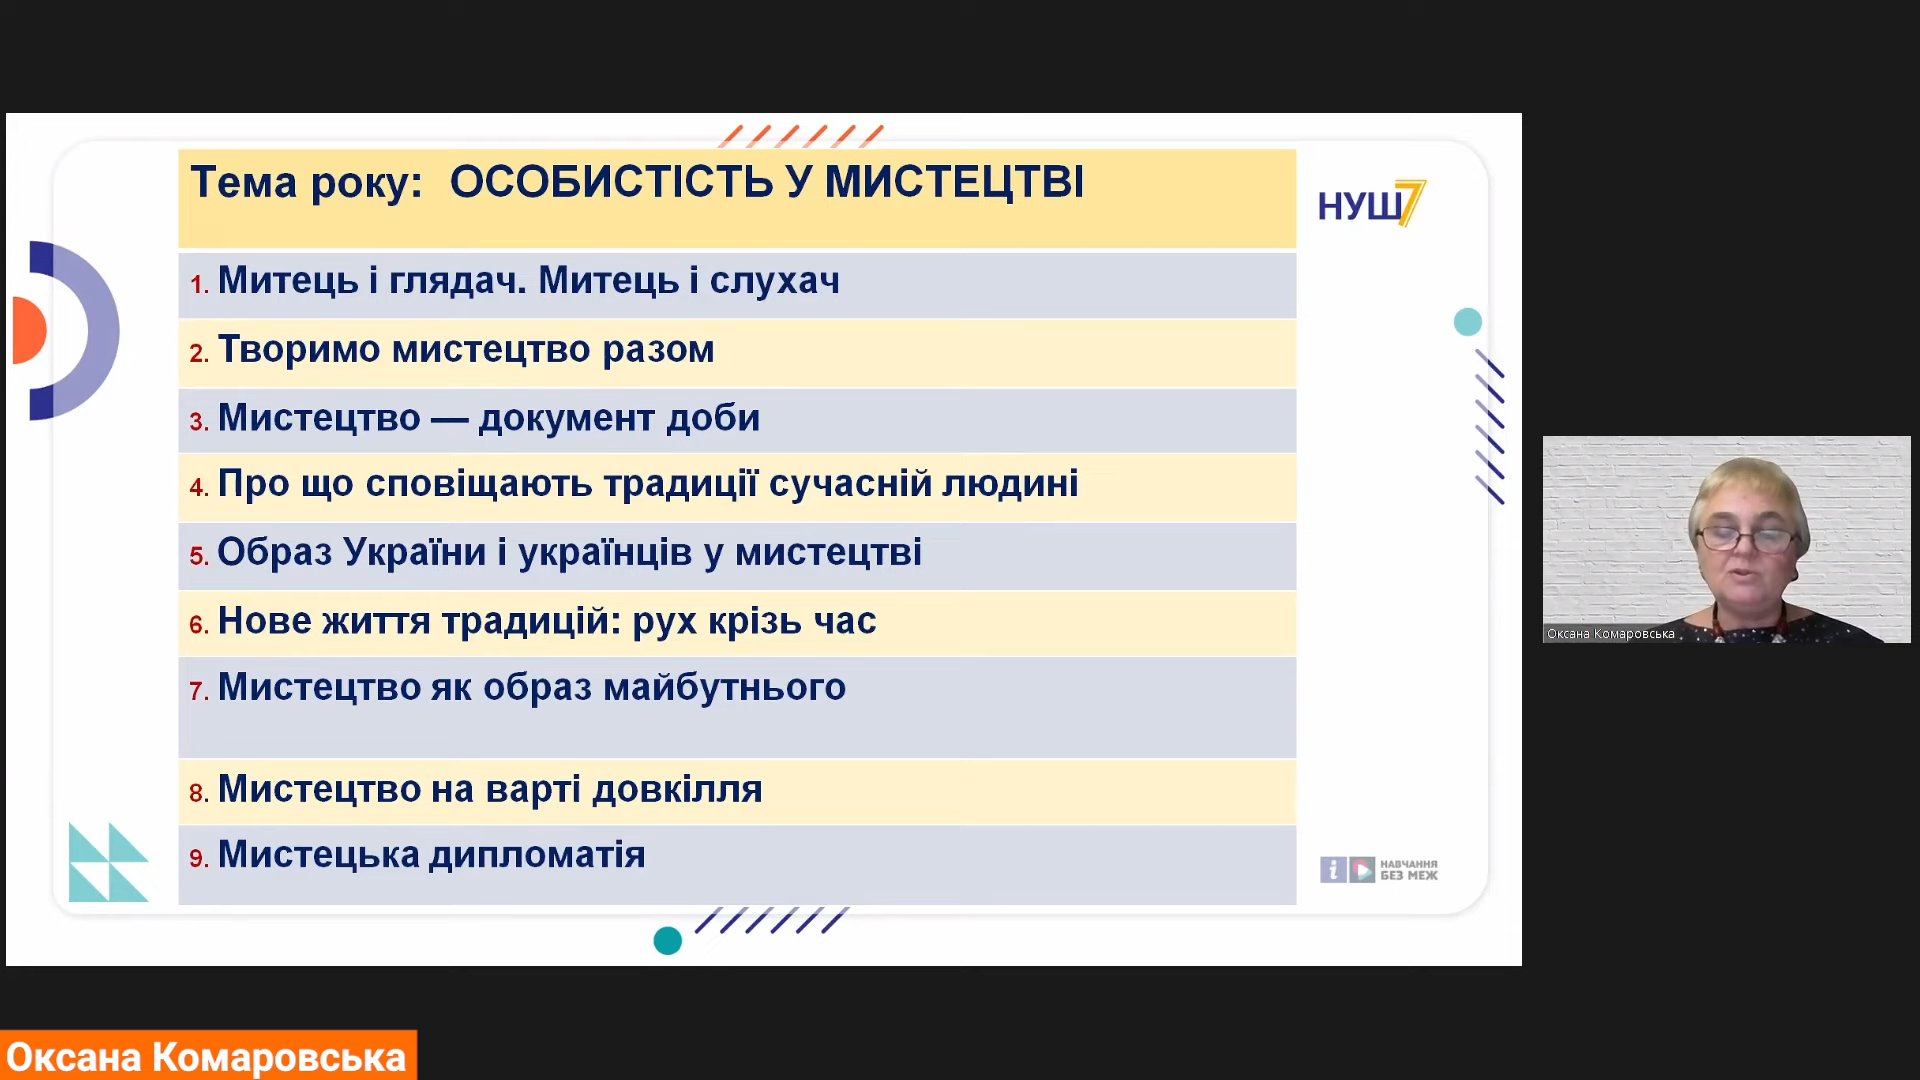 Тема року: ОСОБИСТІСТЬ У МИСТЕЦТВІ
НУШ7
1. Митець і глядач. Митець і слухач
2. Творимо мистецтво разом
3. Мистецтво — документ доби
4. Про що сповіщають традиції сучасній людині
5. Образ України і українців у мистецтві
6. Нове життя традицій: рух крізь час
7. Мистецтво як образ майбутнього
8. Мистецтво на варті довкілля
9. Мистецька дипломатія
i НАВЧАННЯ
БЕЗ МЕЖ
Оксана Комаровська
Оксана Комаровська